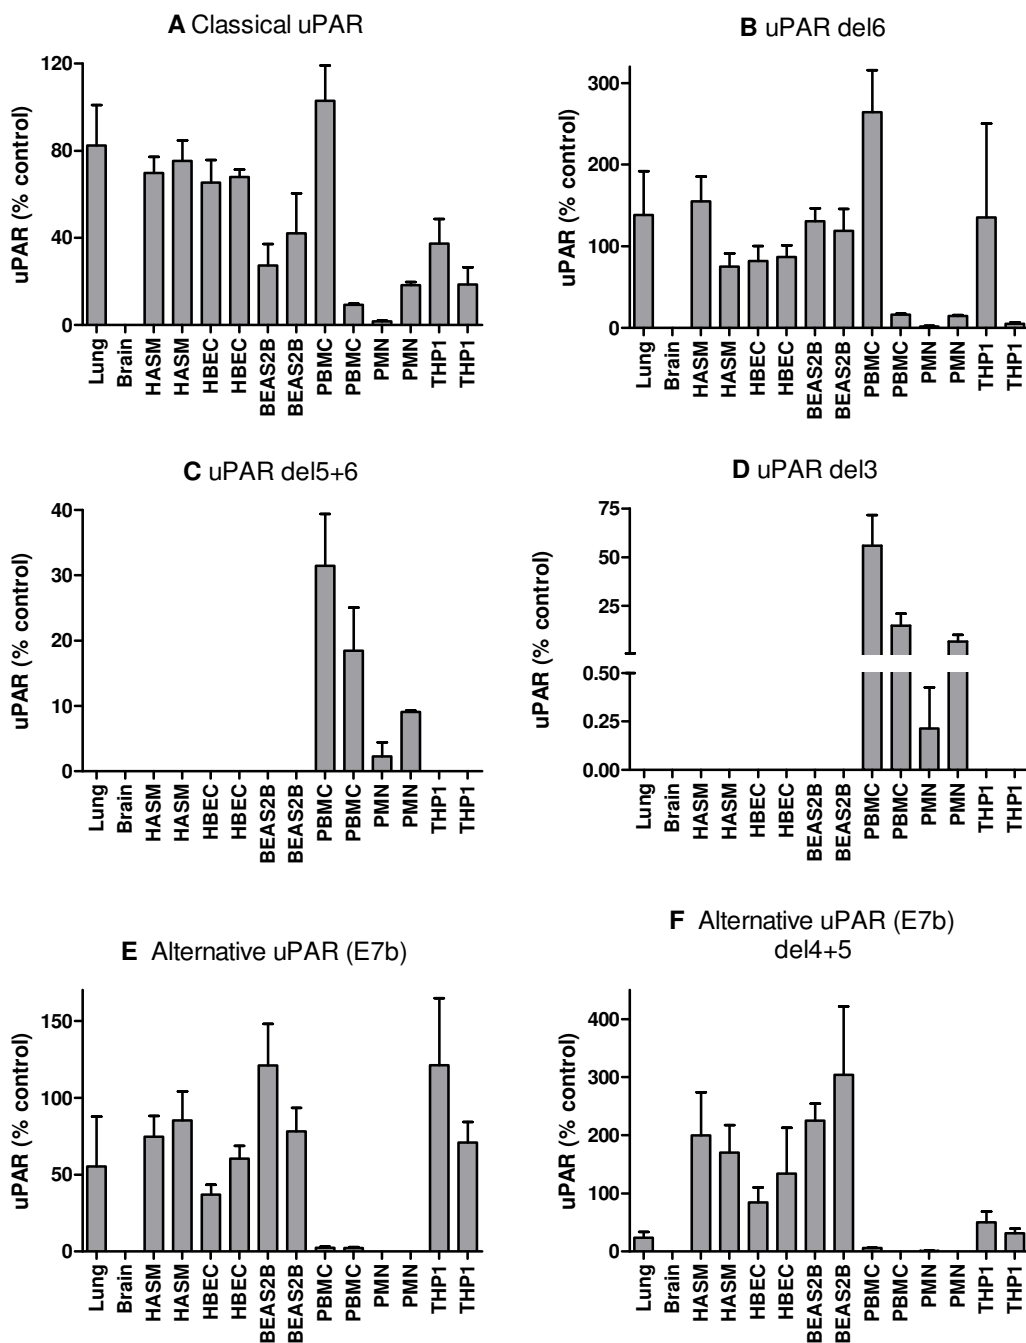 A Classical uPAR
uPAR (% control)
120
80
40
0
Lung
Brain
HASM
HASM
HBEC
HBEC
BEAS2B
BEAS2B
PBMC
PBMC
PMN
PMN
THP1
THP1
B uPAR del6
uPAR (% control)
300
200
100
0
Lung
Brain
HASM
HASM
HBEC
HBEC
BEAS2B
BEAS2B
PBMC
PBMC
PMN
PMN
THP1
THP1
C uPAR del5+6
uPAR (% control)
40
30
20
10
0
Lung
Brain
HASM
HASM
HBEC
HBEC
BEAS2B
BEAS2B
PBMC
PBMC
PMN
PMN
THP1
THP1
D uPAR del3
uPAR (% control)
75
50
25
0.50
0.25
0.00
Lung
Brain
HASM
HASM
HBEC
HBEC
BEAS2B
BEAS2B
PBMC
PBMC
PMN
PMN
THP1
THP1
E Alternative uPAR (E7b)
uPAR (% control)
150
100
50
0
Lung
Brain
HASM
HASM
HBEC
HBEC
BEAS2B
BEAS2B
PBMC
PBMC
PMN
PMN
THP1
THP1
F Alternative uPAR (E7b)
del4+5
uPAR (% control)
400
300
200
100
0
Lung
Brain
HASM
HASM
HBEC
HBEC
BEAS2B
BEAS2B
PBMC
PBMC
PMN
PMN
THP1
THP1